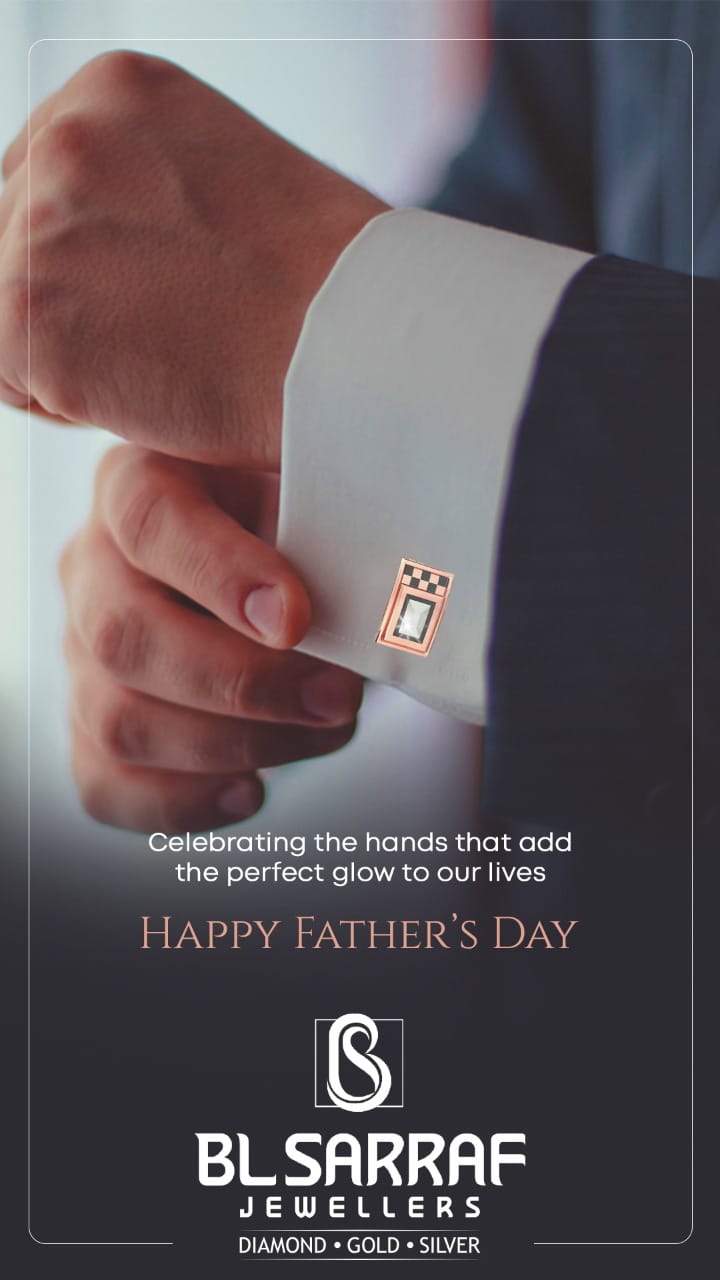 Celebrating the hands that add
the perfect glow to our lives
HAPPY FATHER'S DAY
BL SARRAF
JEWELLERS
DIAMOND • GOLD • SILVER